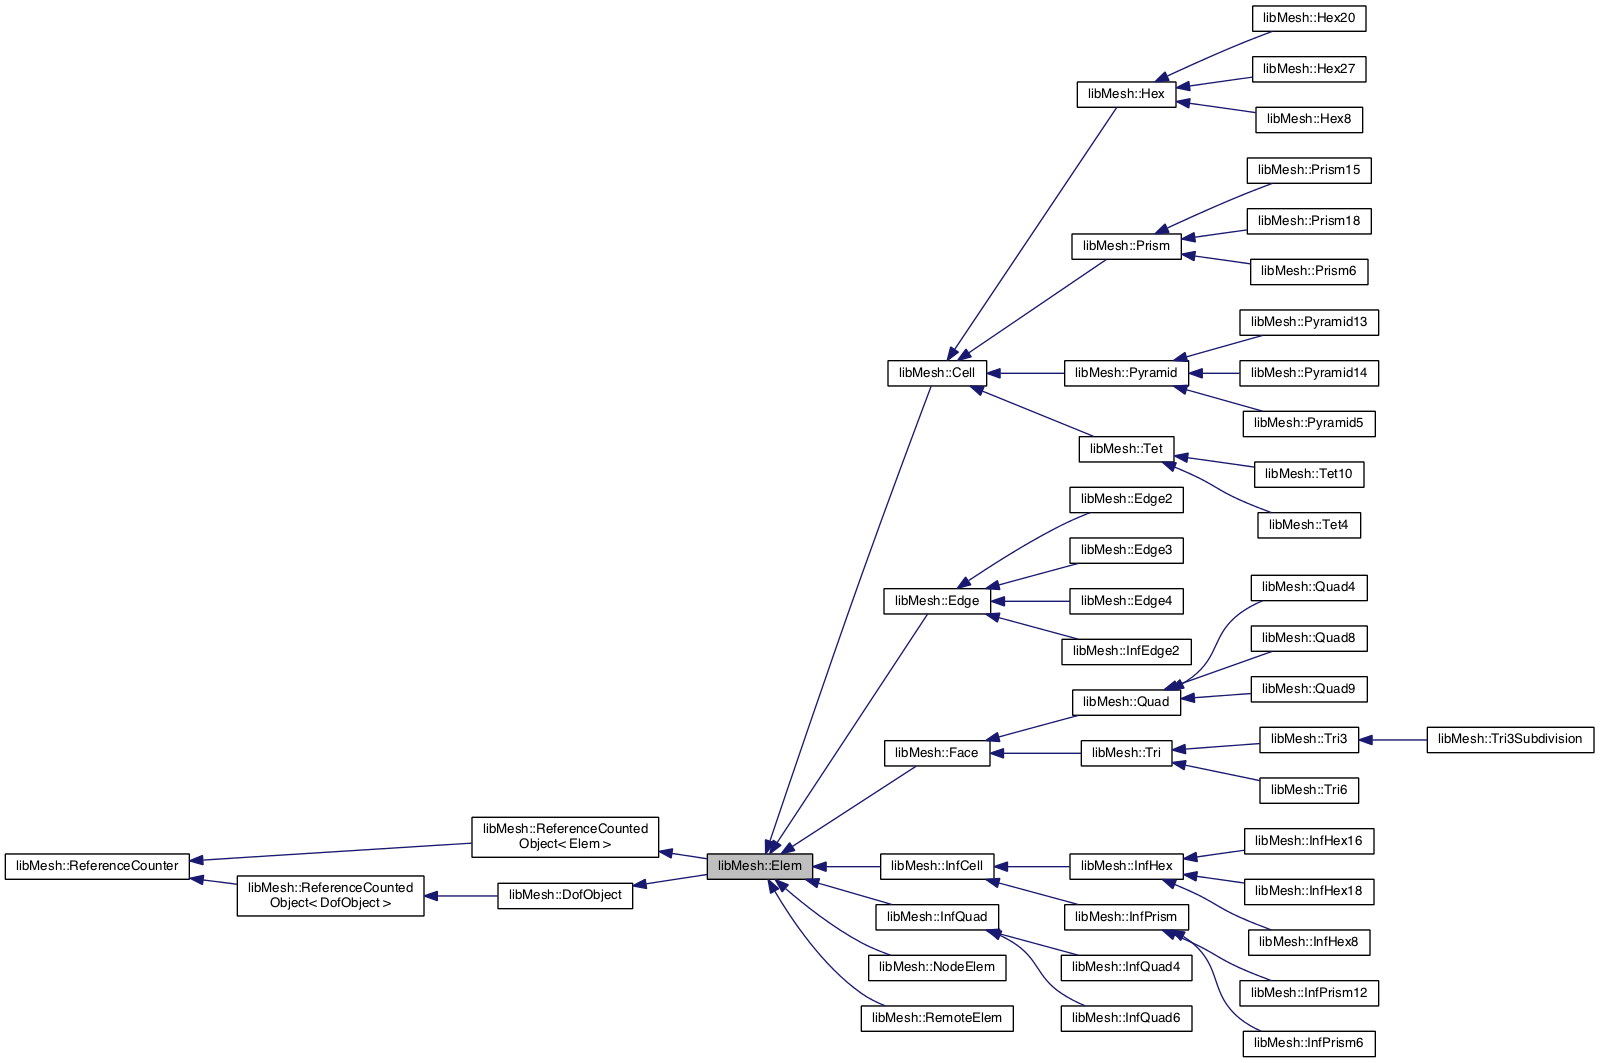 libMesh::Hex20
libMesh::Hex27
libMesh::Hex
libMesh::Hex8
libMesh::Prism15
libMesh::Prism18
libMesh::Prism
libMesh::Prism6
libMesh::Pyramid13
libMesh::Cell
libMesh::Pyramid
libMesh::Pyramid14
libMesh::Pyramid5
libMesh::Tet
libMesh::Tet10
libMesh::Edge2
libMesh::Tet4
libMesh::Edge3
libMesh::Quad4
libMesh::Edge
libMesh::Edge4
libMesh::Quad8
libMesh::InfEdge2
libMesh::Quad9
libMesh::Quad
libMesh::Tri3
libMesh::Tri3Subdivision
libMesh::Face
libMesh::Tri
libMesh::Tri6
libMesh::ReferenceCounted
Object< Elem >
libMesh::InfHex16
libMesh::ReferenceCounter
libMesh::Elem
libMesh::InfCell
libMesh::InfHex
libMesh::ReferenceCounted
Object< DofObject >
libMesh::DofObject
libMesh::InfHex18
libMesh::InfQuad
libMesh::InfPrism
libMesh::InfHex8
libMesh::NodeElem
libMesh::InfQuad4
libMesh::InfPrism12
libMesh::RemoteElem
libMesh::InfQuad6
libMesh::InfPrism6